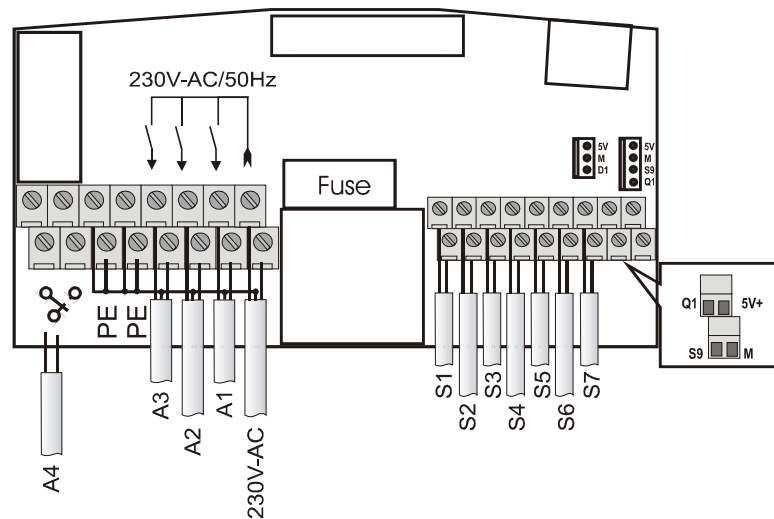 230V-AC/50Hz
Fuse
5V
M
D1
5V
M
S9
Q1
PE
PE
A4
A3
A2
A1
230V-AC
S1
S2
S3
S4
S5
S6
S7
Q1 5V+
S9 M